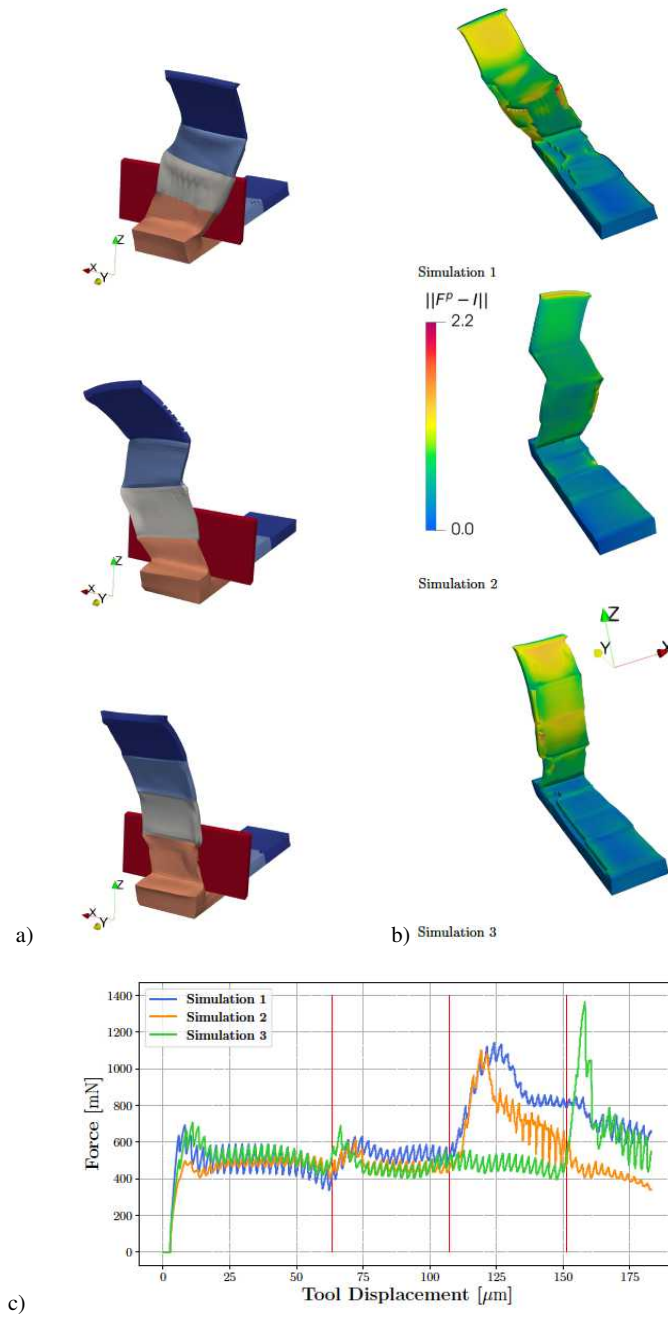 Z
X
Y
Simulation 1
||Fᵖ − I||
2.2
0.0
Z
X
Y
Simulation 2
Z
Y
X
Z
X
Y
a)
b) Simulation 3
Simulation 1
Simulation 2
Simulation 3
1400
1200
1000
800
600
400
200
0
Force [mN]
0 25 50 75 100 125 150 175
Tool Displacement [μm]
c)